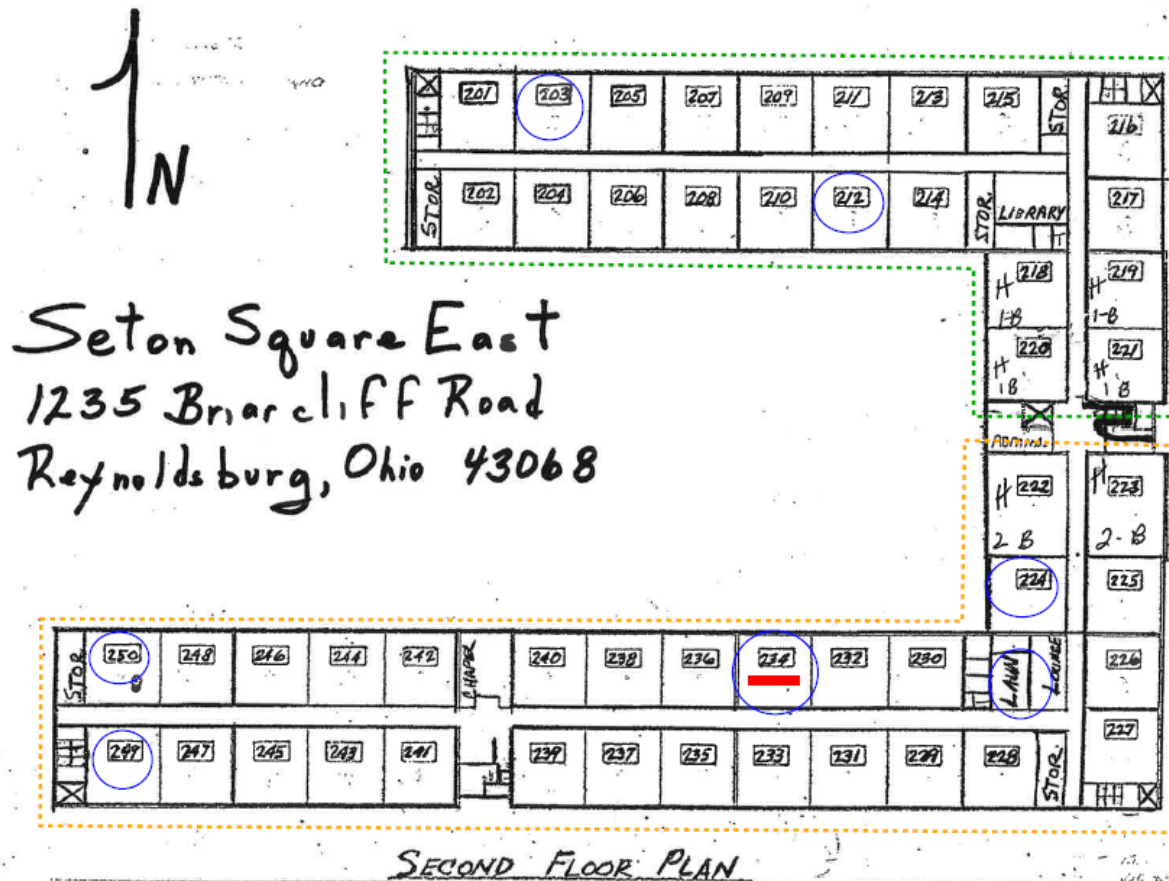 N
201 203 205 207 209 211 213 215 STOR 216
STOR. 202 204 206 208 210 212 214 STOR. LIBRARY 217
H 218 1-B H 219 1-B
H 220 1B H 221 1B
Seton Square East
1235 Briarcliff Road
Reynoldsburg, Ohio 43068
ADMIN.
H 222 2 B H 223 2-B
224 225
STOR. 250 248 246 244 242 CHAPEL 240 238 236 234 232 230 LAUN LOUNGE 226
249 247 245 243 241 239 237 235 233 231 229 228 STOR. 227
SECOND FLOOR PLAN